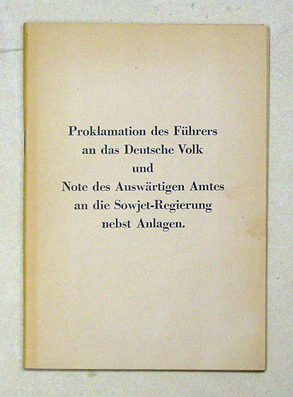 Proklamation des Führers
an das Deutsche Volk
und
Note des Auswärtigen Amtes
an die Sowjet-Regierung
nebst Anlagen.